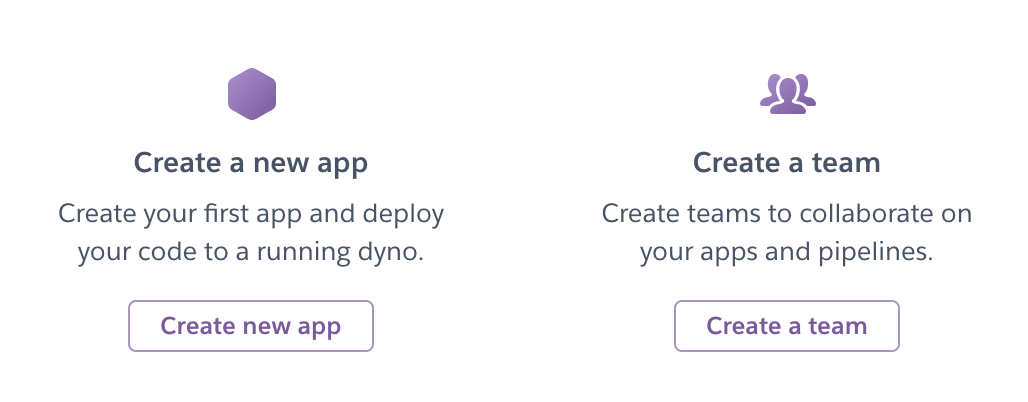 Create a new app
Create your first app and deploy
your code to a running dyno.
Create new app
Create a team
Create teams to collaborate on
your apps and pipelines.
Create a team